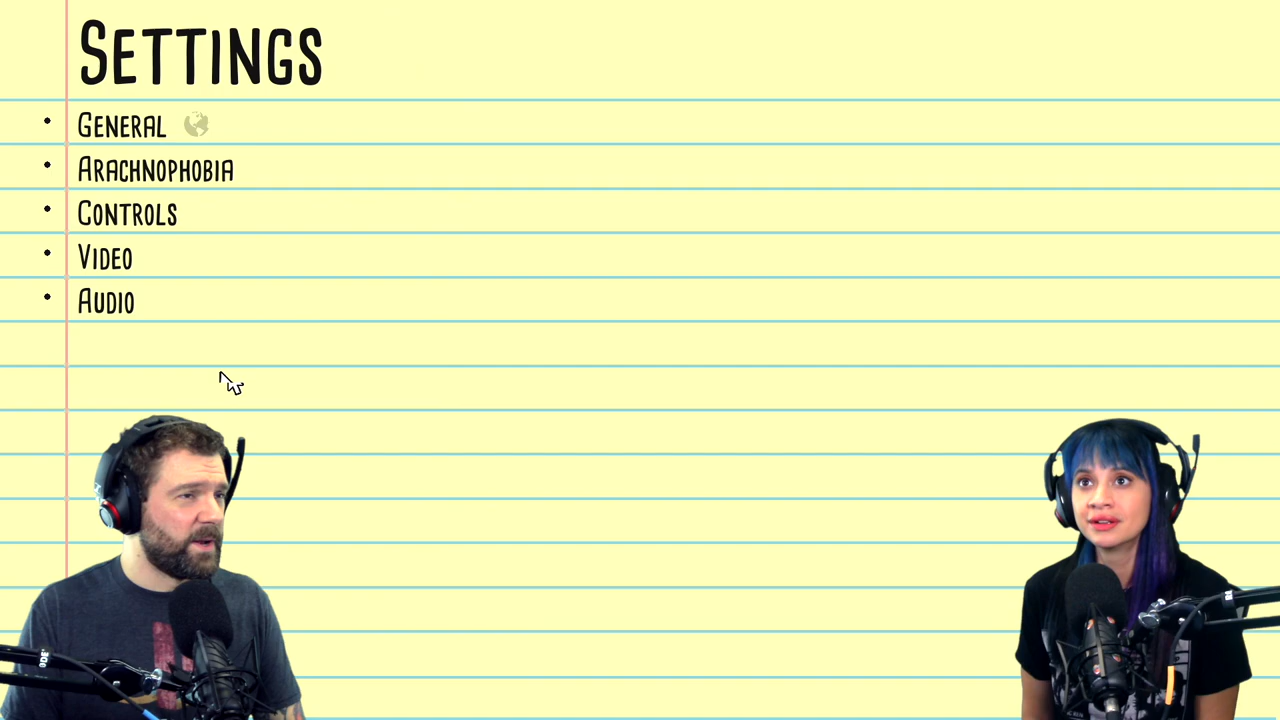 Settings
General
Arachnophobia
Controls
Video
Audio